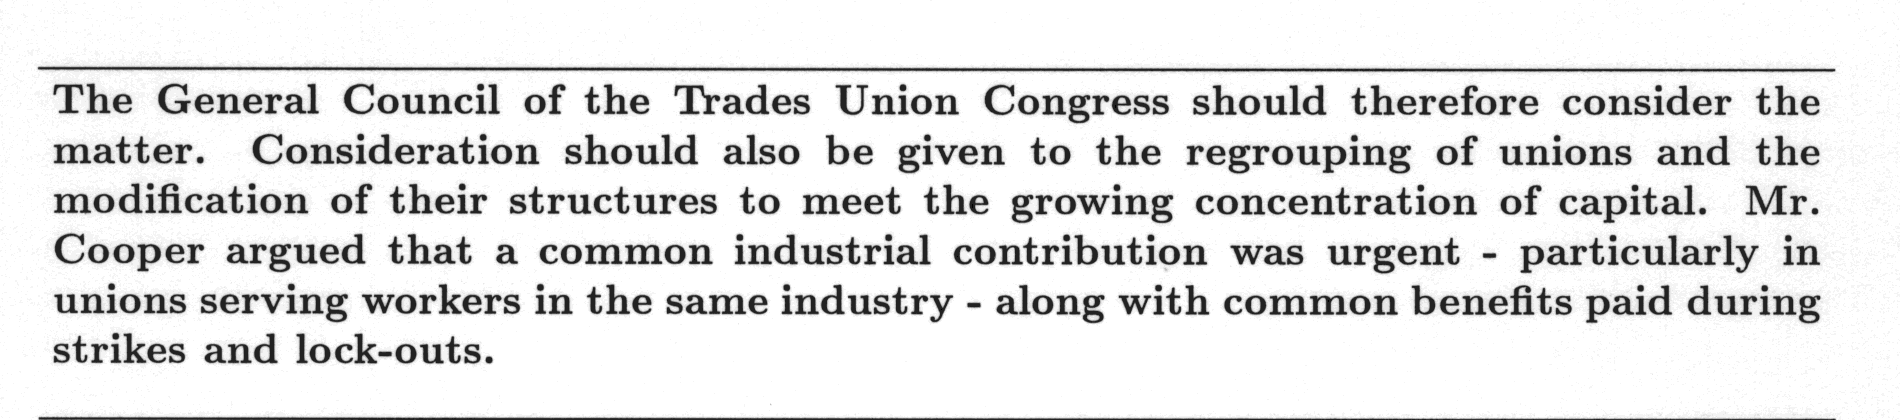 The General Council of the Trades Union Congress should therefore consider the
matter. Consideration should also be given to the regrouping of unions and the
modification of their structures to meet the growing concentration of capital. Mr.
Cooper argued that a common industrial contribution was urgent - particularly in
unions serving workers in the same industry - along with common benefits paid during
strikes and lock-outs.